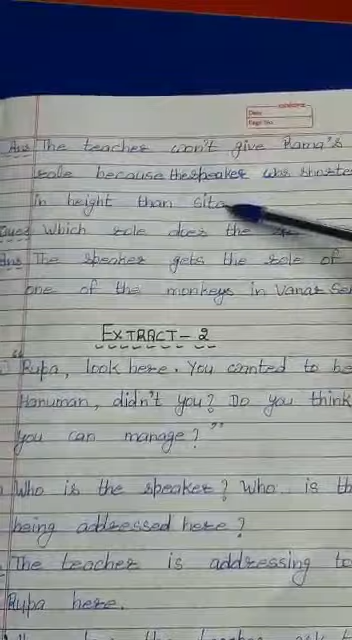 Date
Page No.
Ans The teacher won't give Rama's
role because the speaker was shorter
in height than sita
Ques Which role does the
Ans The speaker gets the role of
one of the monkeys in Vanar Se
EXTRACT-2
"Rupa, look here. You wanted to be
Hanuman, didn't you? Do you think
you can manage?"
Who is the speaker? Who is th
being addressed here?
The teacher is addressing to
Rupa here.